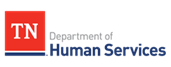 TN
Department of
Human Services